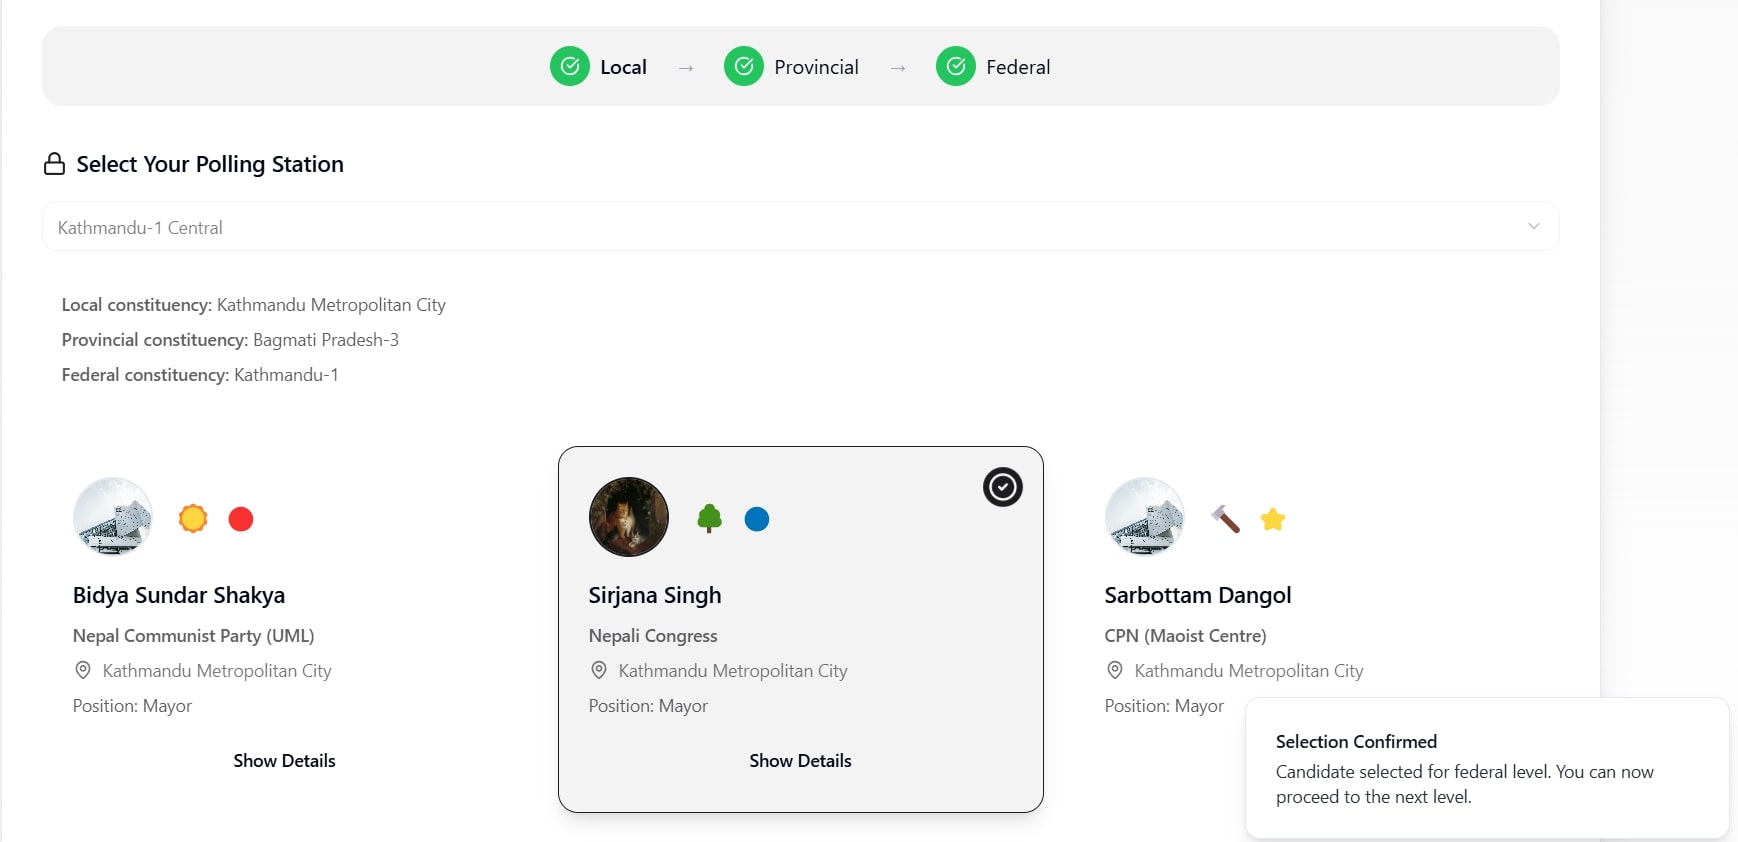 Local → Provincial → Federal
Select Your Polling Station
Kathmandu-1 Central
Local constituency: Kathmandu Metropolitan City
Provincial constituency: Bagmati Pradesh-3
Federal constituency: Kathmandu-1
Bidya Sundar Shakya
Nepal Communist Party (UML)
Kathmandu Metropolitan City
Position: Mayor
Show Details
Sirjana Singh
Nepali Congress
Kathmandu Metropolitan City
Position: Mayor
Show Details
Sarbottam Dangol
CPN (Maoist Centre)
Kathmandu Metropolitan City
Position: Mayor
Selection Confirmed
Candidate selected for federal level. You can now
proceed to the next level.